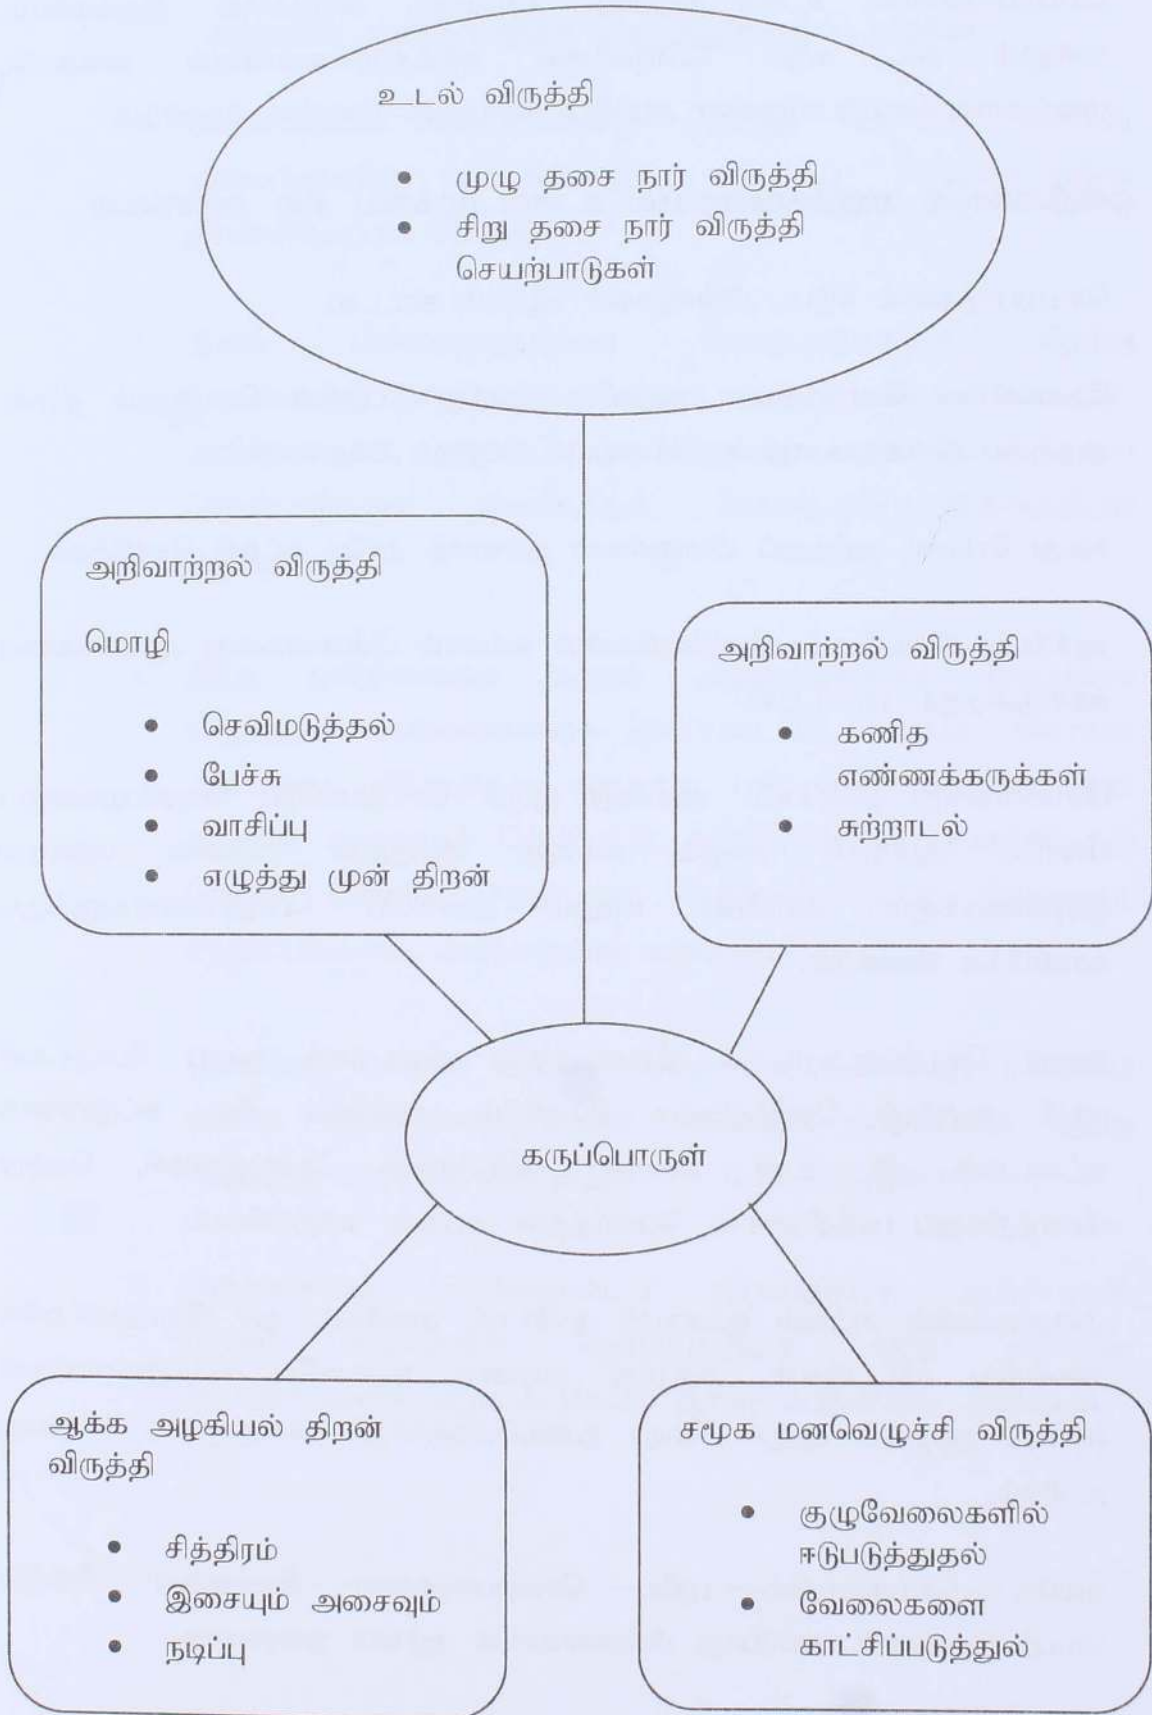 உடல் விருத்தி
• முழு தசை நார் விருத்தி
• சிறு தசை நார் விருத்தி
செயற்பாடுகள்
அறிவாற்றல் விருத்தி
மொழி
• செவிமடுத்தல்
• பேச்சு
• வாசிப்பு
• எழுத்து முன் திறன்
அறிவாற்றல் விருத்தி
• கணித
எண்ணக்கருக்கள்
• சுற்றாடல்
கருப்பொருள்
ஆக்க அழகியல் திறன்
விருத்தி
• சித்திரம்
• இசையும் அசைவும்
• நடிப்பு
சமூக மனவெழுச்சி விருத்தி
• குழுவேலைகளில்
ஈடுபடுத்துதல்
• வேலைகளை
காட்சிப்படுத்துல்